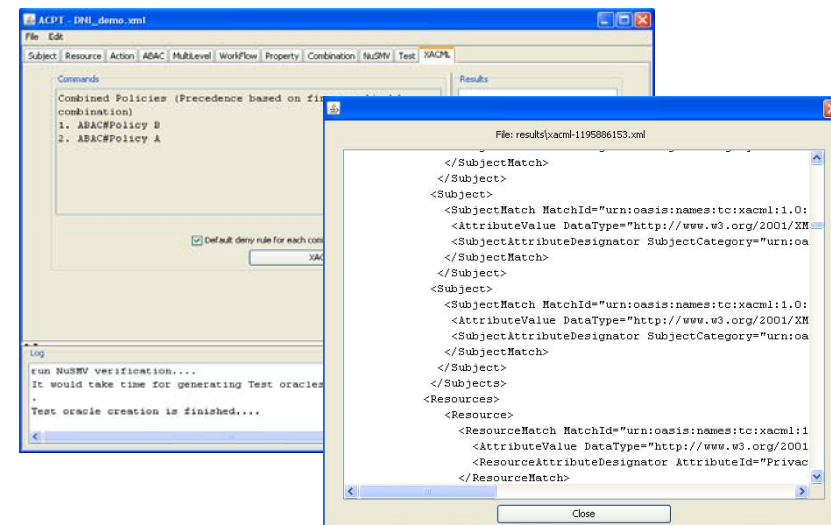 ACPT - DNI_demo.xml
File Edit
Subject Resource Action ABAC MultiLevel WorkFlow Property Combination NuSMV Test XACML
Commands
Results
Combined Policies (Precedence based on
combination)
1. ABAC#Policy B
2. ABAC#Policy A
Default deny rule for each
Log
run NuSMV verification....
It would take time for generating Test oracles
.
Test oracle creation is finished....
File: results\xacml-1195886153.xml
</SubjectMatch>
</Subject>
<Subject>
<SubjectMatch MatchId="urn:oasis:names:tc:xacml:1.0:
<AttributeValue DataType="http://www.w3.org/2001/XM
<SubjectAttributeDesignator SubjectCategory="urn:oa
</SubjectMatch>
</Subject>
<Subject>
<SubjectMatch MatchId="urn:oasis:names:tc:xacml:1.0:
<AttributeValue DataType="http://www.w3.org/2001/XM
<SubjectAttributeDesignator SubjectCategory="urn:oa
</SubjectMatch>
</Subject>
</Subjects>
<Resources>
<Resource>
<ResourceMatch MatchId="urn:oasis:names:tc:xacml:1
<AttributeValue DataType="http://www.w3.org/2001
<ResourceAttributeDesignator AttributeId="Privac
</ResourceMatch>
Close